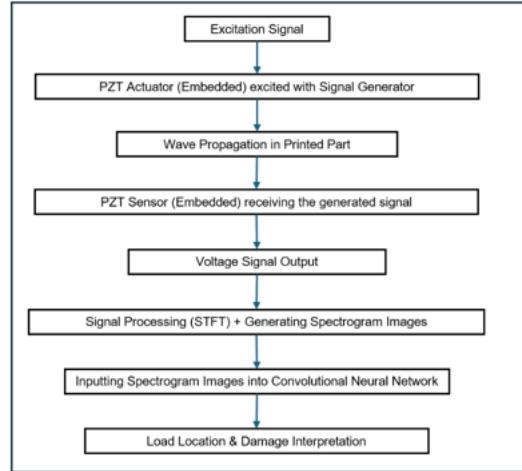 Excitation Signal
PZT Actuator (Embedded) excited with Signal Generator
Wave Propagation in Printed Part
PZT Sensor (Embedded) receiving the generated signal
Voltage Signal Output
Signal Processing (STFT) + Generating Spectrogram Images
Inputting Spectrogram Images into Convolutional Neural Network
Load Location & Damage Interpretation